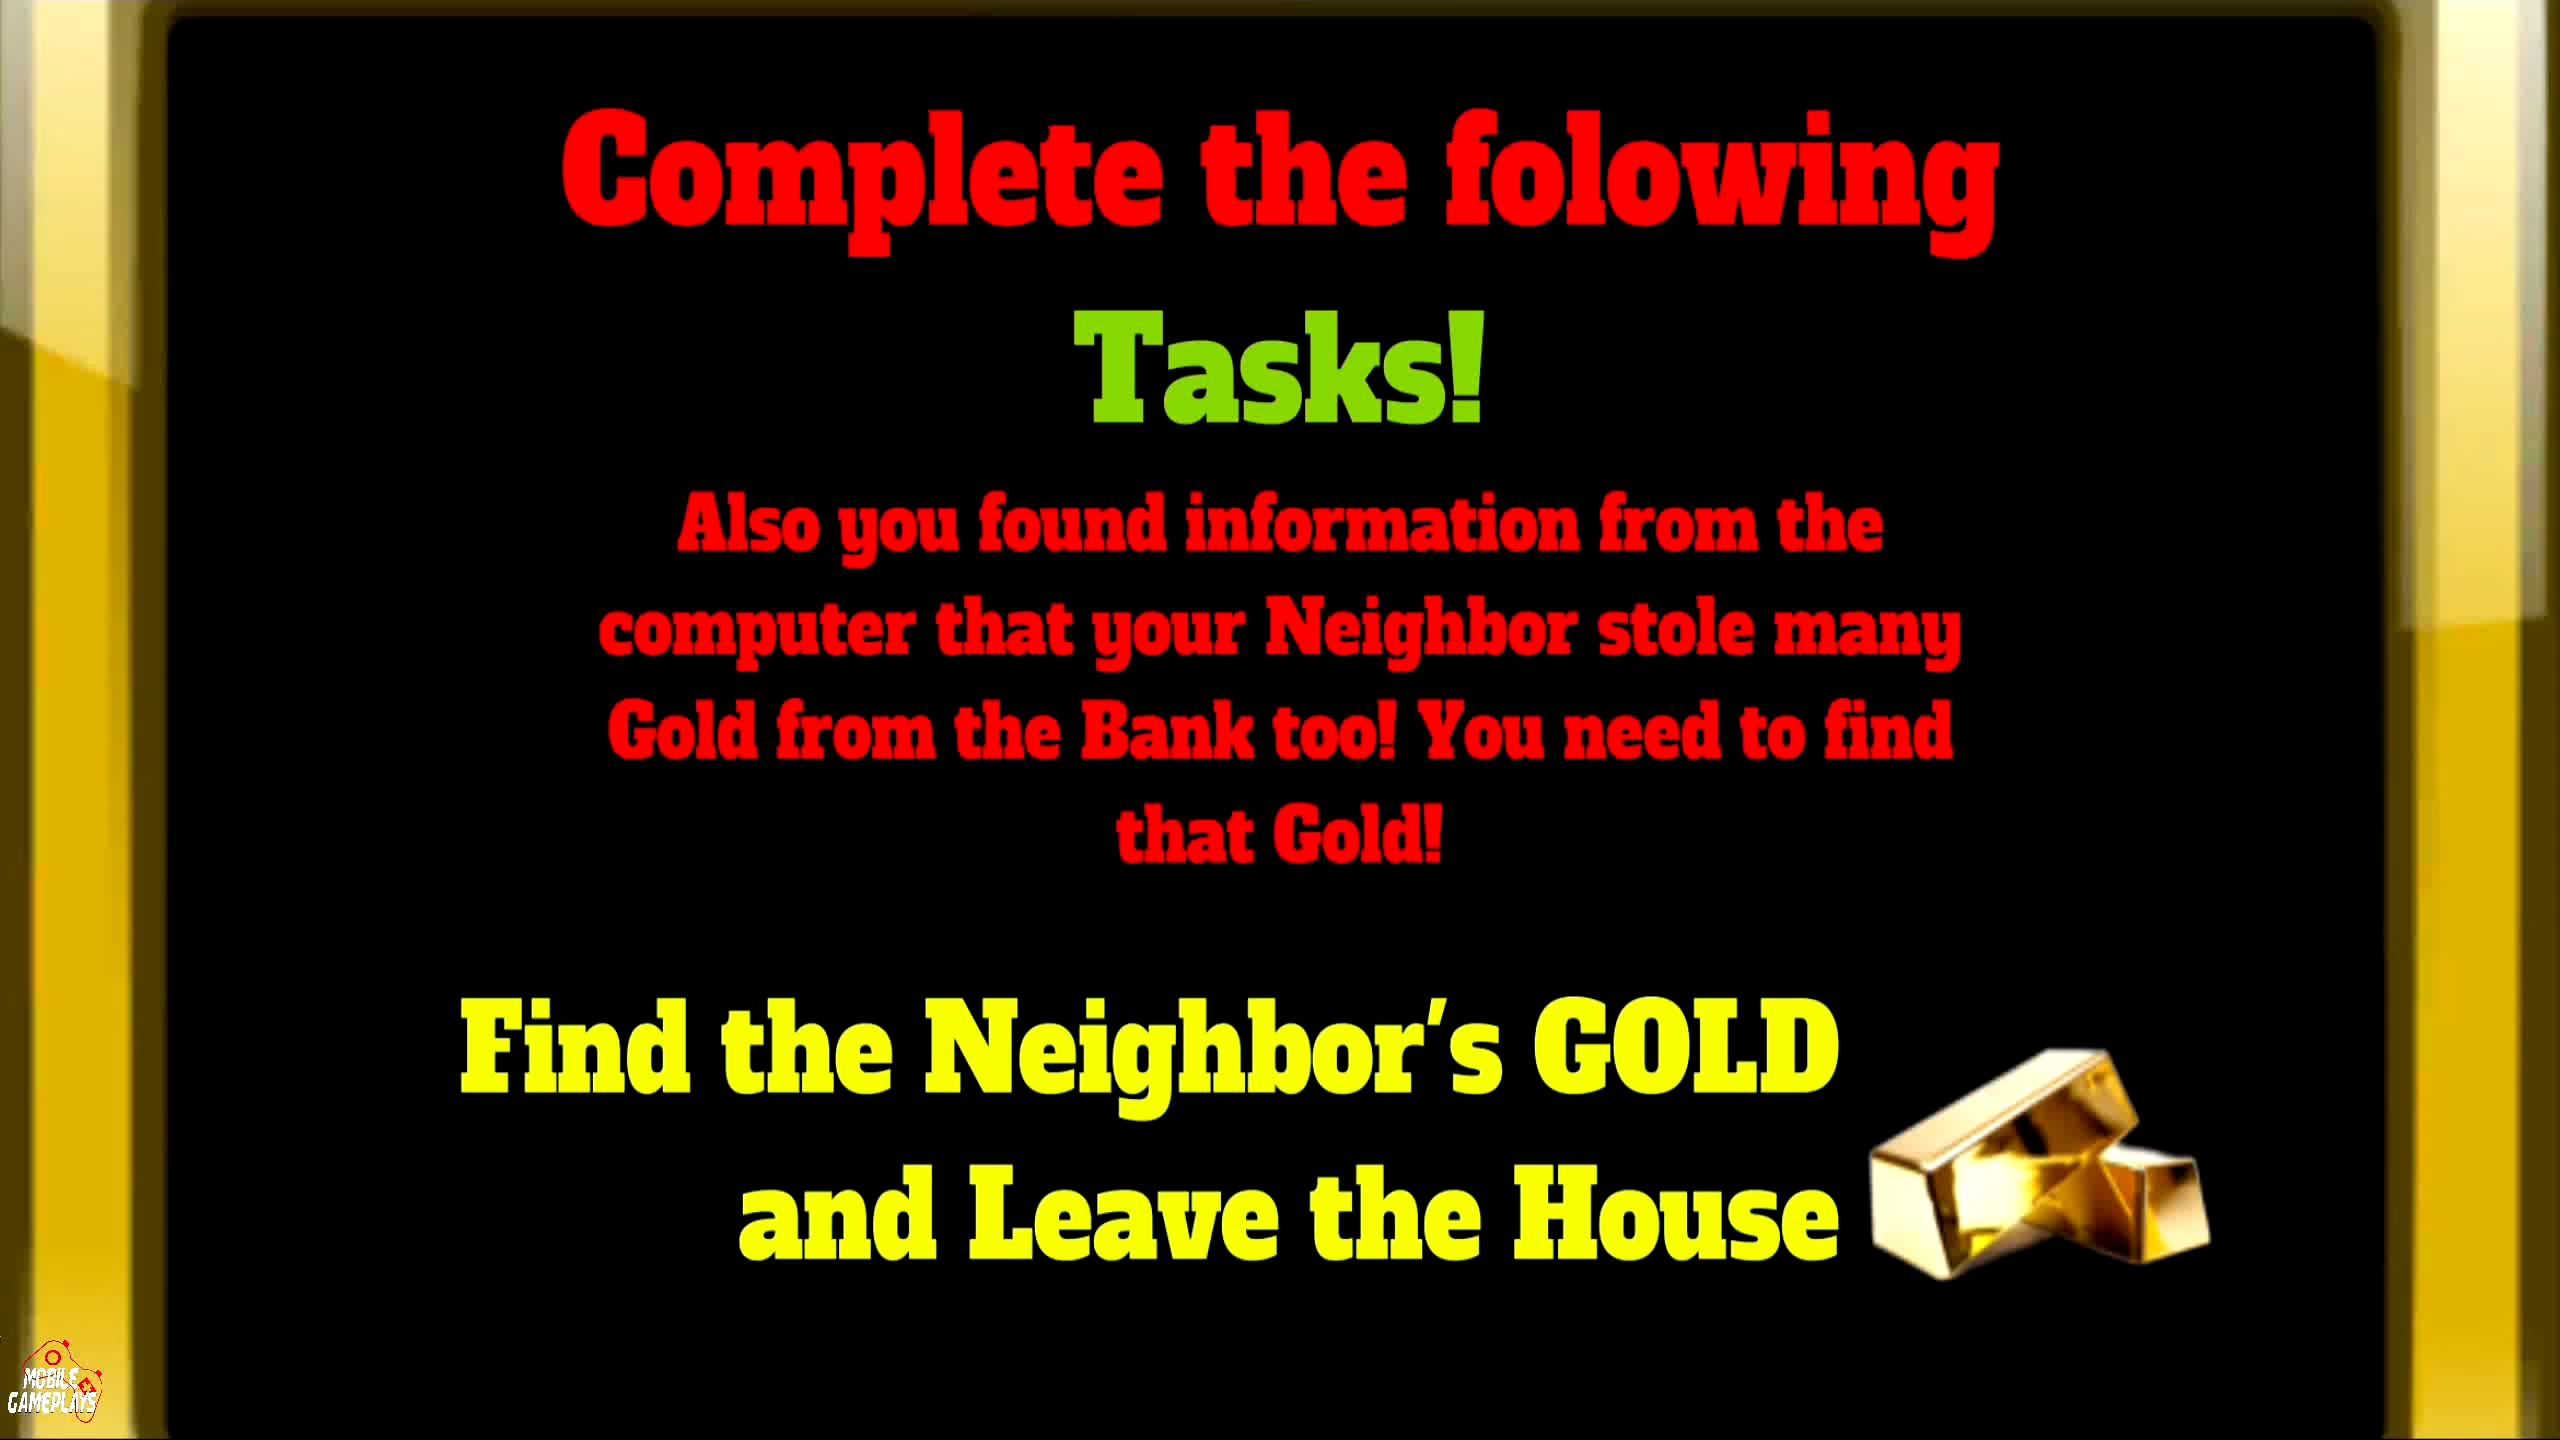 Complete the folowing
Tasks!
Also you found information from the
computer that your Neighbor stole many
Gold from the Bank too! You need to find
that Gold!
Find the Neighbor's GOLD
and Leave the House
MOBILE
GAMEPLAYS